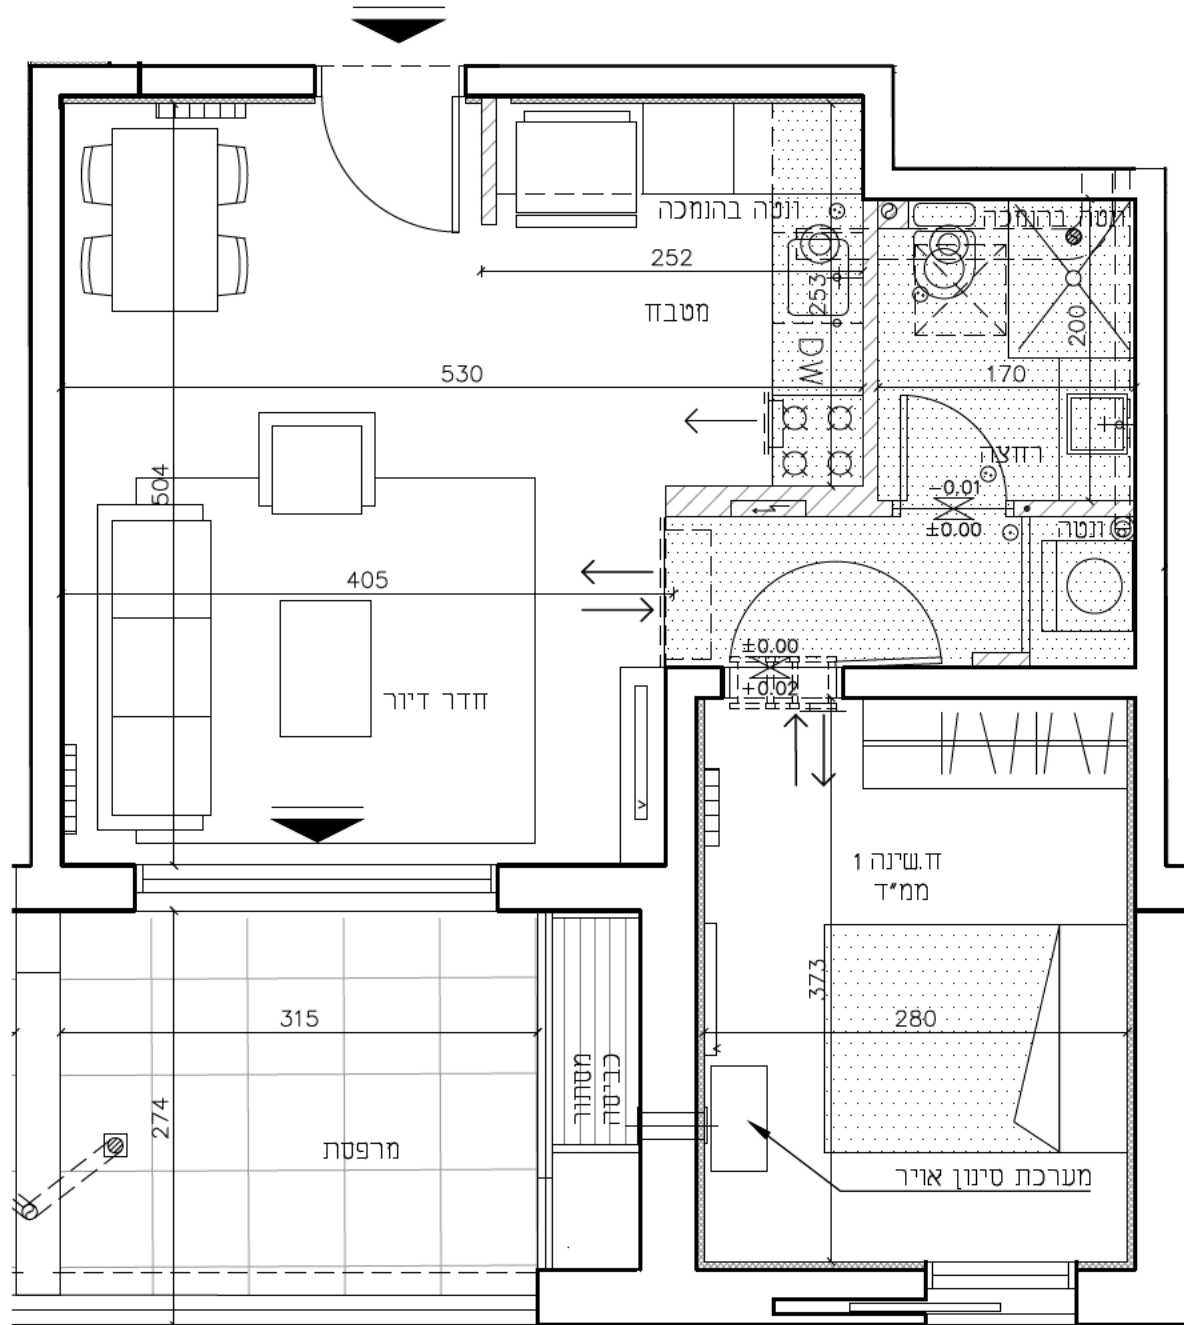 ונטה בהנמכה
ונטה בהנמכה
252
מטבח
253
200
DW
530
170
רחצה
504
-0.01
±0.00
ונטה
405
±0.00
+0.02
חדר דיור
ח.שינה 1
ממ״ד
373
315
280
מסתור
כביסה
274
מרפסת
מערכת סינון אויר